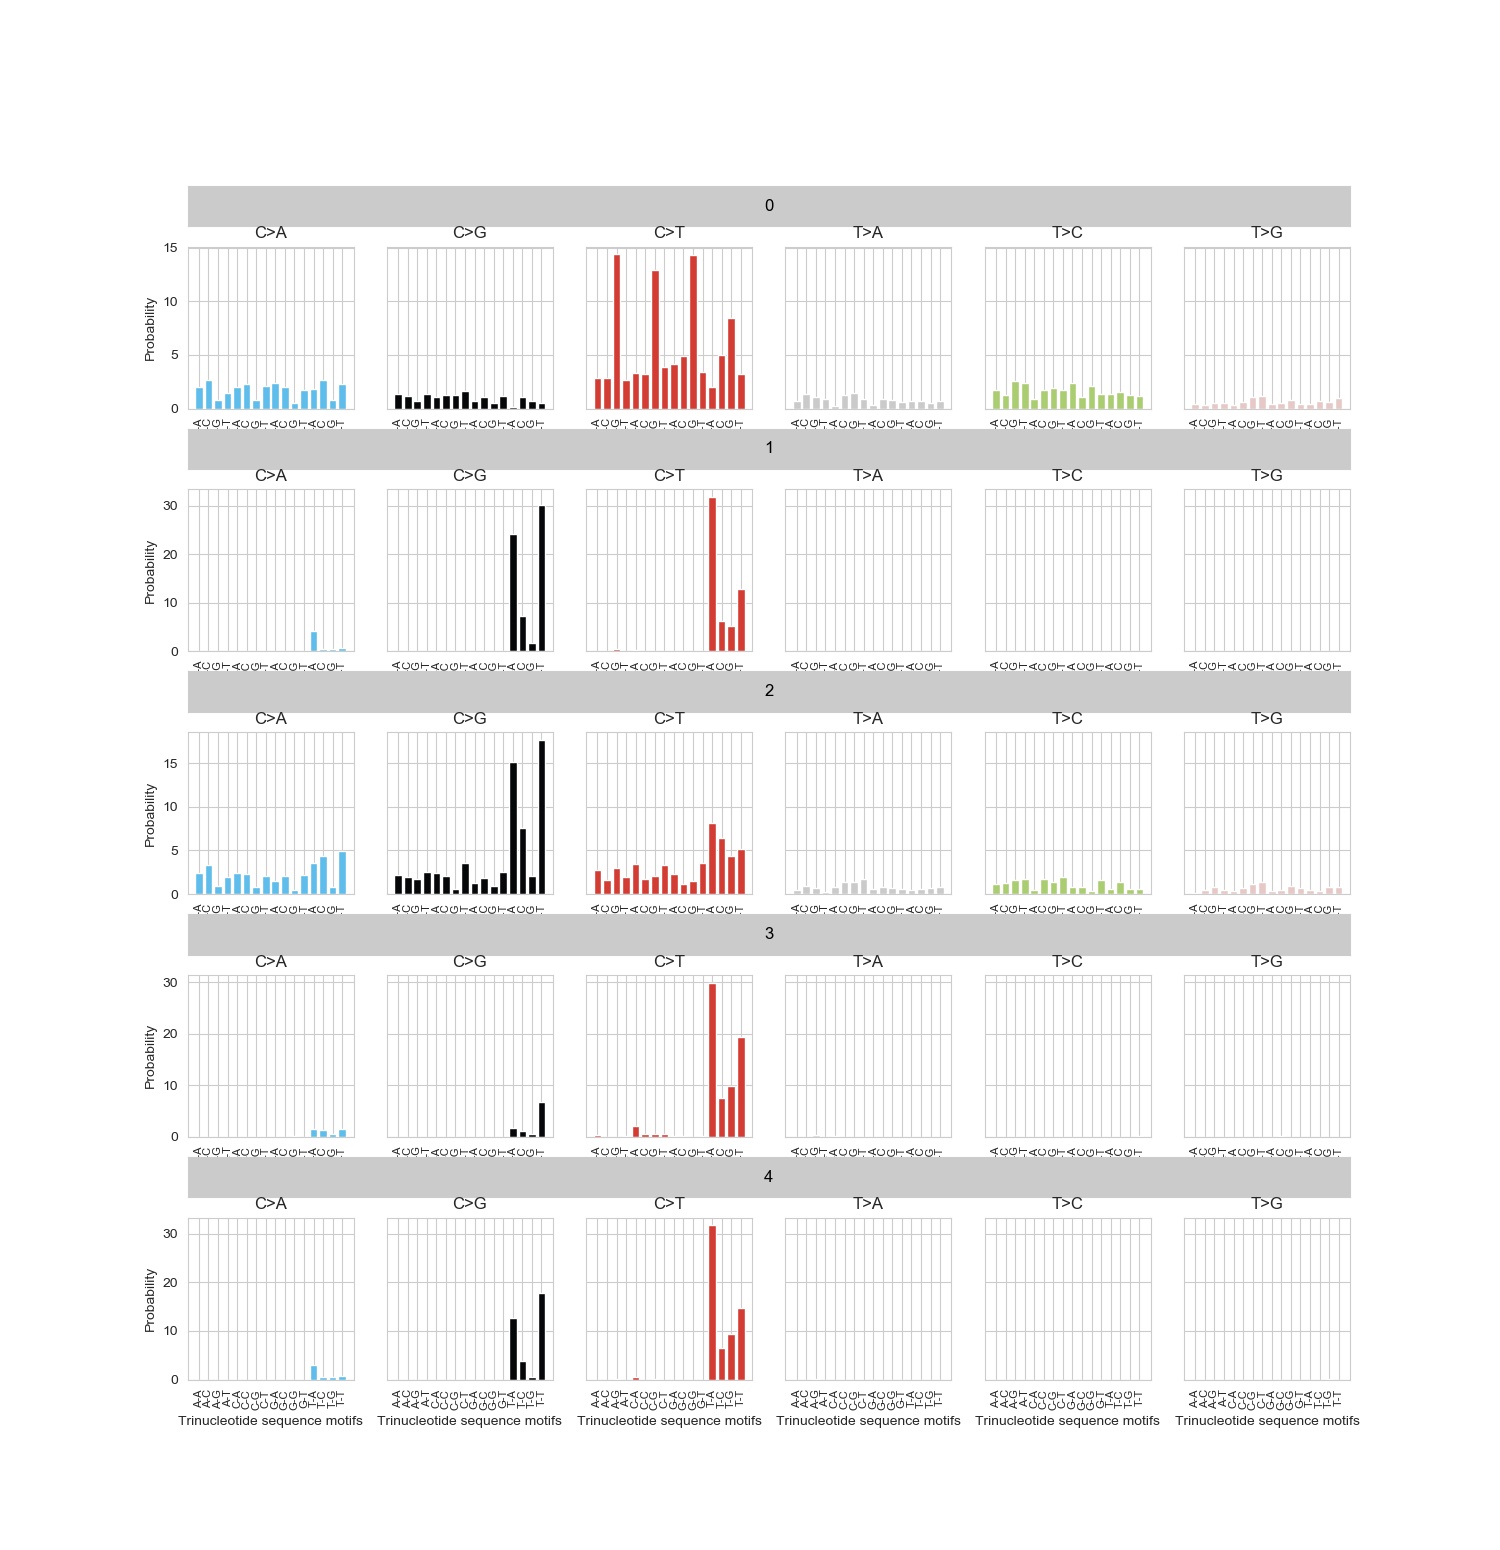 0
C>A C>G C>T T>A T>C T>G
Probability
15
10
5
0
1
C>A C>G C>T T>A T>C T>G
Probability
30
20
10
0
2
C>A C>G C>T T>A T>C T>G
Probability
15
10
5
0
3
C>A C>G C>T T>A T>C T>G
Probability
30
20
10
0
4
C>A C>G C>T T>A T>C T>G
Probability
30
20
10
0
A-A A-C A-G A-T C-A C-C C-G C-T G-A G-C G-G G-T T-A T-C T-G T-T
A-A A-C A-G A-T C-A C-C C-G C-T G-A G-C G-G G-T T-A T-C T-G T-T
A-A A-C A-G A-T C-A C-C C-G C-T G-A G-C G-G G-T T-A T-C T-G T-T
A-A A-C A-G A-T C-A C-C C-G C-T G-A G-C G-G G-T T-A T-C T-G T-T
A-A A-C A-G A-T C-A C-C C-G C-T G-A G-C G-G G-T T-A T-C T-G T-T
A-A A-C A-G A-T C-A C-C C-G C-T G-A G-C G-G G-T T-A T-C T-G T-T
Trinucleotide sequence motifs Trinucleotide sequence motifs Trinucleotide sequence motifs Trinucleotide sequence motifs Trinucleotide sequence motifs Trinucleotide sequence motifs